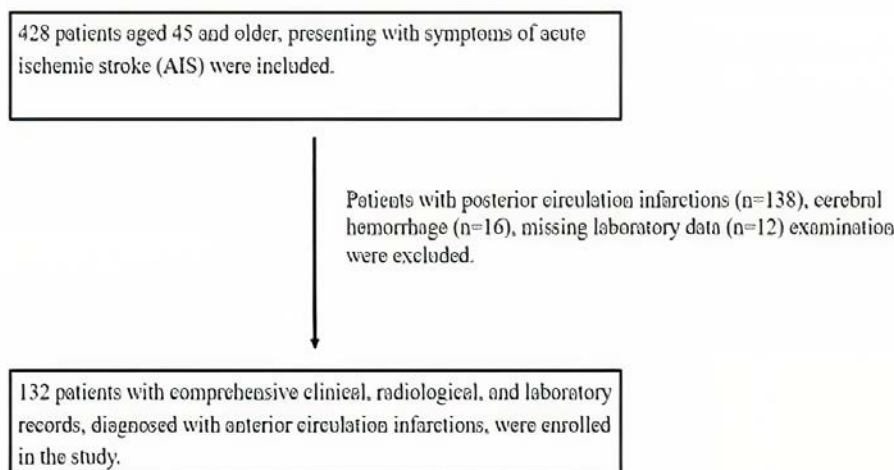 428 patients aged 45 and older, presenting with symptoms of acute
ischemic stroke (AIS) were included.
Patients with posterior circulation infarctions (n=138), cerebral
hemorrhage (n=16), missing laboratory data (n=12) examination
were excluded.
132 patients with comprehensive clinical, radiological, and laboratory
records, diagnosed with anterior circulation infarctions, were enrolled
in the study.